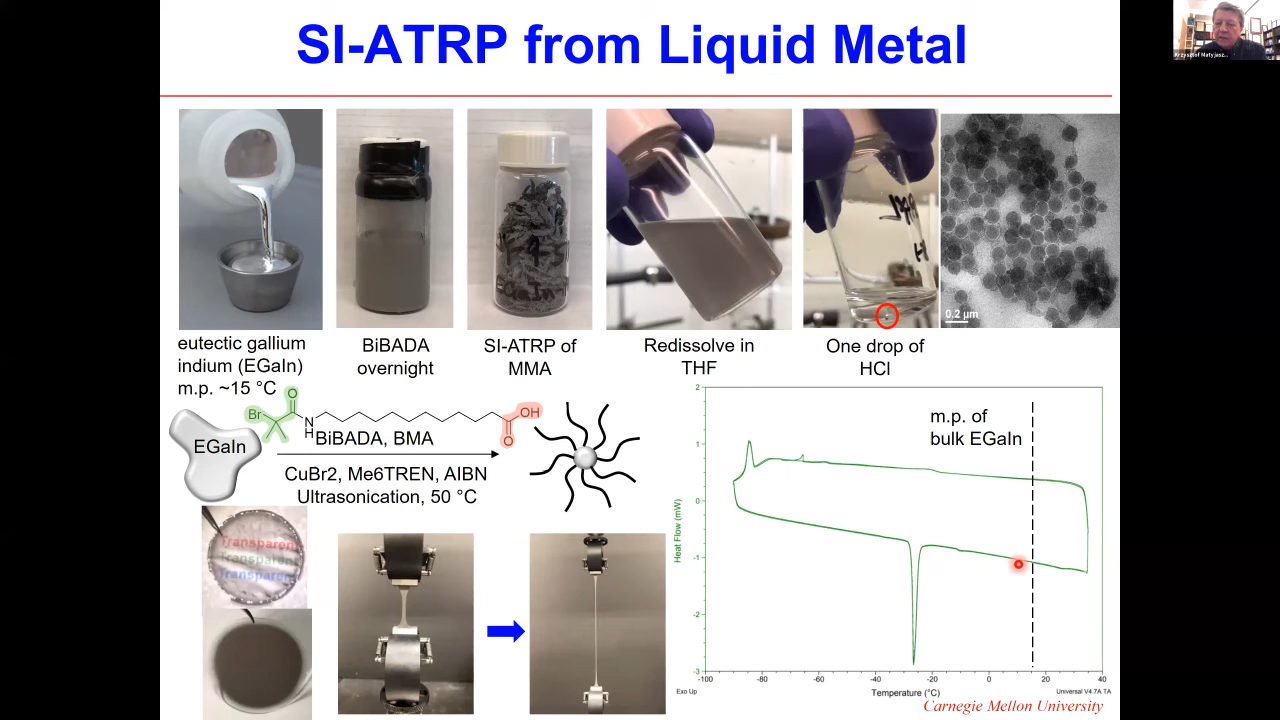 SI-ATRP from Liquid Metal
Krzysztof Matyjasz...
0.2 µm
eutectic gallium
indium (EGaIn)
m.p. ~15 °C
BiBADA
overnight
SI-ATRP of
MMA
Redissolve in
THF
One drop of
HCl
Br
O
N
H
OH
O
EGaIn
BiBADA, BMA
CuBr2, Me6TREN, AIBN
Ultrasonication, 50 °C
Transparent
Transparent
Transparent
m.p. of
bulk EGaIn
Heat Flow (mW)
2
1
0
-1
-2
-3
-100 -80 -60 -40 -20 0 20 40
Exo Up
Temperature (°C)
Universal V4.7A TA
Carnegie Mellon University